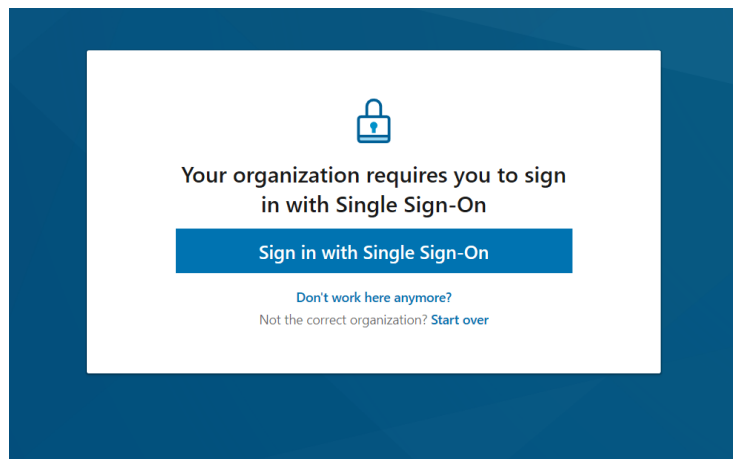 Your organization requires you to sign
in with Single Sign-On
Sign in with Single Sign-On
Don't work here anymore?
Not the correct organization? Start over